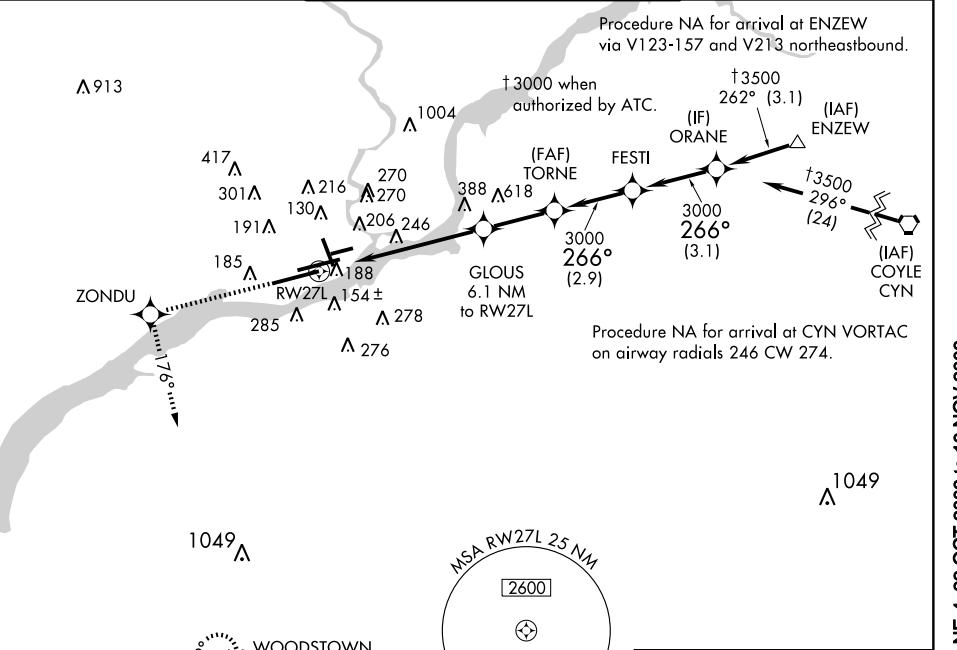 Procedure NA for arrival at ENZEW
via V123-157 and V213 northeastbound.
913
†3000 when
authorized by ATC.
†3500
262° (3.1)
1004
(IAF)
ENZEW
(IF)
ORANE
(FAF)
TORNE
FESTI
417
301
216
270
270
388
618
130
191
206
246
†3500
296°
(24)
3000
266°
(3.1)
3000
266°
(2.9)
(IAF)
COYLE
CYN
185
188
GLOUS
6.1 NM
to RW27L
ZONDU
RW27L
154±
285
278
276
Procedure NA for arrival at CYN VORTAC
on airway radials 246 CW 274.
176°
1049
1049
MSA RW27L 25 NM
2600
WOODSTOWN